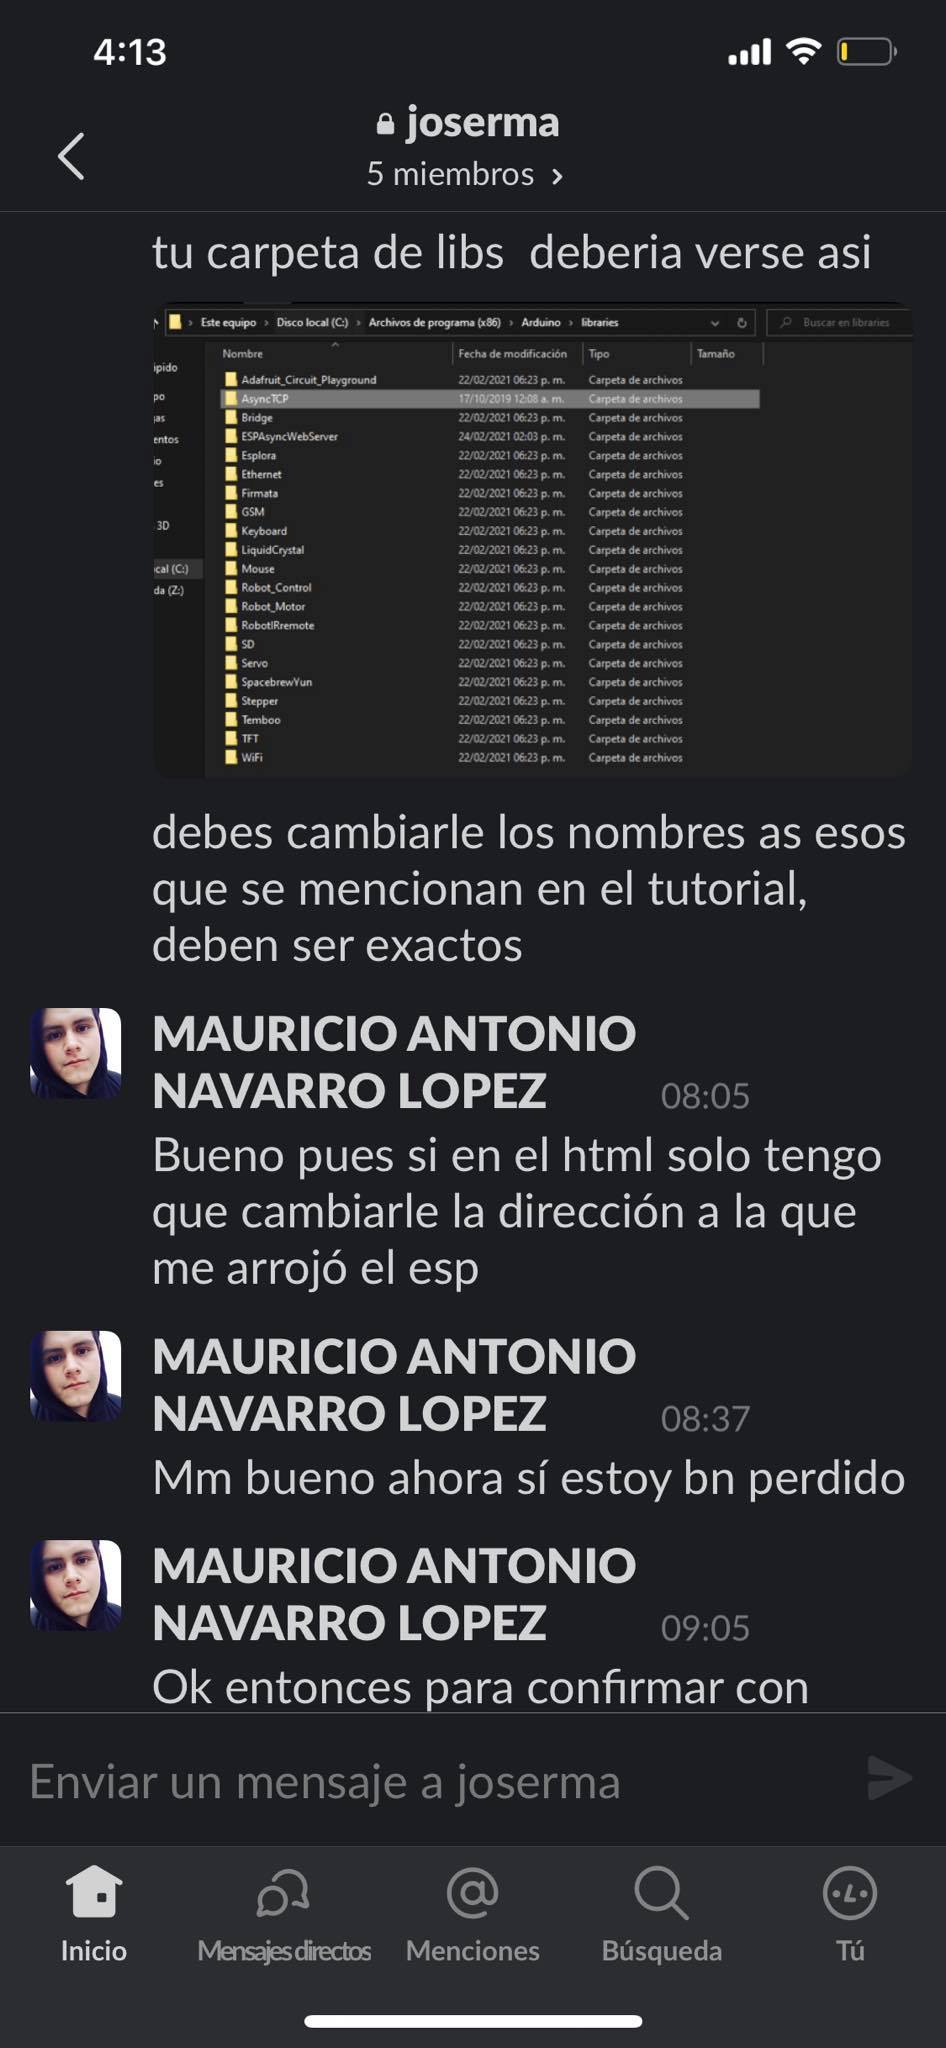 4:13
joserma
5 miembros >
tu carpeta de libs deberia verse asi
Este equipo > Disco local (C:) > Archivos de programa (x86) > Arduino > libraries
Buscar en libraries
Nombre Fecha de modificación Tipo Tamaño
ipido
Adafruit_Circuit_Playground 22/02/2021 06:23 p. m. Carpeta de archivos
po
AsyncTCP 17/10/2019 12:08 a. m. Carpeta de archivos
as
Bridge 22/02/2021 06:23 p. m. Carpeta de archivos
entos
ESPAsyncWebServer 24/02/2021 02:03 p. m. Carpeta de archivos
io
Esplora 22/02/2021 06:23 p. m. Carpeta de archivos
es
Ethernet 22/02/2021 06:23 p. m. Carpeta de archivos
Firmata 22/02/2021 06:23 p. m. Carpeta de archivos
GSM 22/02/2021 06:23 p. m. Carpeta de archivos
3D
Keyboard 22/02/2021 06:23 p. m. Carpeta de archivos
LiquidCrystal 22/02/2021 06:23 p. m. Carpeta de archivos
cal (C:)
Mouse 22/02/2021 06:23 p. m. Carpeta de archivos
da (Z:)
Robot_Control 22/02/2021 06:23 p. m. Carpeta de archivos
Robot_Motor 22/02/2021 06:23 p. m. Carpeta de archivos
RobotIRremote 22/02/2021 06:23 p. m. Carpeta de archivos
SD 22/02/2021 06:23 p. m. Carpeta de archivos
Servo 22/02/2021 06:23 p. m. Carpeta de archivos
SpacebrewYun 22/02/2021 06:23 p. m. Carpeta de archivos
Stepper 22/02/2021 06:23 p. m. Carpeta de archivos
Temboo 22/02/2021 06:23 p. m. Carpeta de archivos
TFT 22/02/2021 06:23 p. m. Carpeta de archivos
WiFi 22/02/2021 06:23 p. m. Carpeta de archivos
debes cambiarle los nombres as esos
que se mencionan en el tutorial,
deben ser exactos
MAURICIO ANTONIO
NAVARRO LOPEZ 08:05
Bueno pues si en el html solo tengo
que cambiarle la dirección a la que
me arrojó el esp
MAURICIO ANTONIO
NAVARRO LOPEZ 08:37
Mm bueno ahora sí estoy bn perdido
MAURICIO ANTONIO
NAVARRO LOPEZ 09:05
Ok entonces para confirmar con
Enviar un mensaje a joserma
Inicio Mensajes directos Menciones Búsqueda Tú